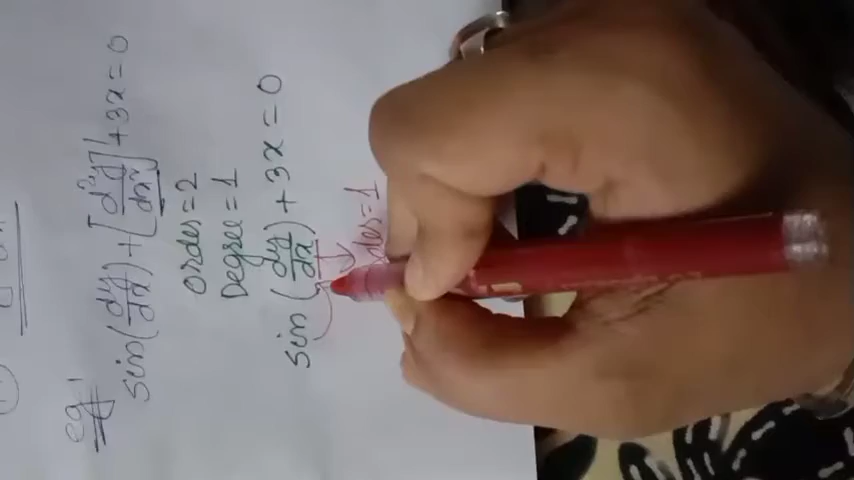 eg:
sin(dy/dx) + [d²y/dx²]¹ + 3x = 0
order = 2
Degree = 1
sin(dy/dx) + 3x = 0
der = 1